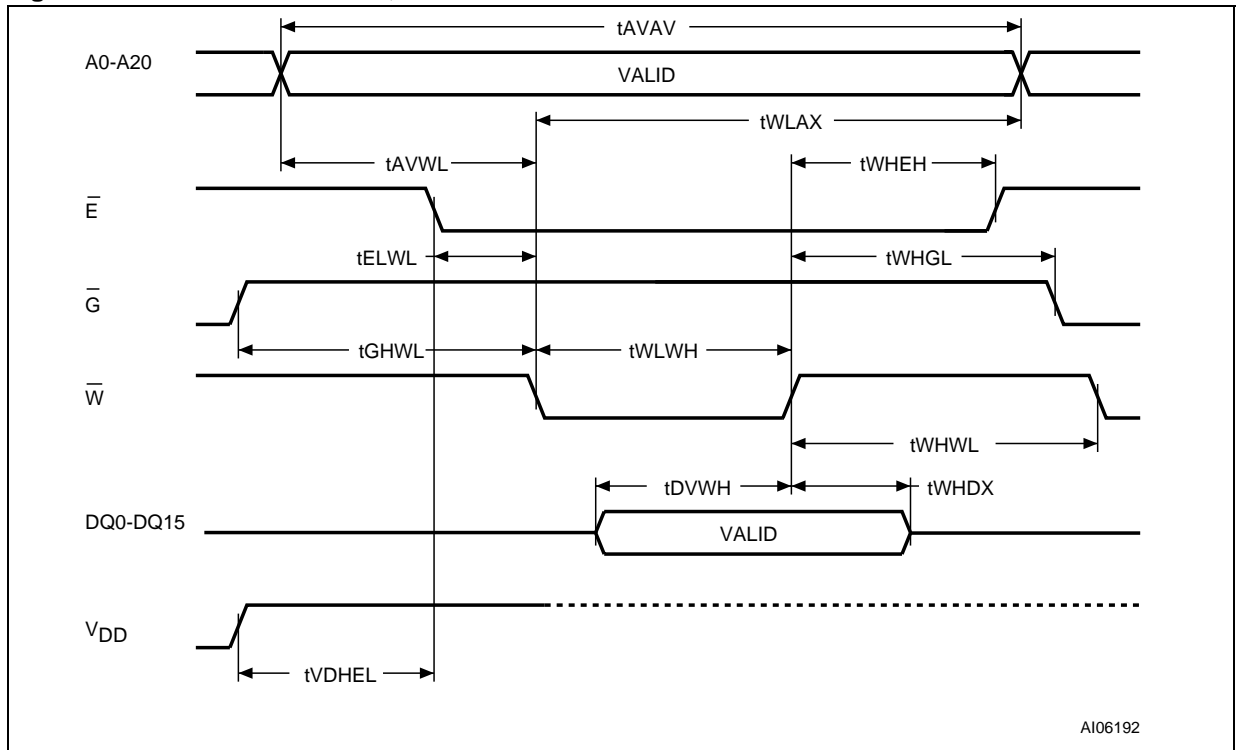 tAVAV
A0-A20
VALID
tWLAX
tAVWL
tWHEH
E̅
tELWL
tWHGL
G̅
tGHWL
tWLWH
W̅
tWHWL
tDVWH
tWHDX
DQ0-DQ15
VALID
VDD
tVDHEL
AI06192